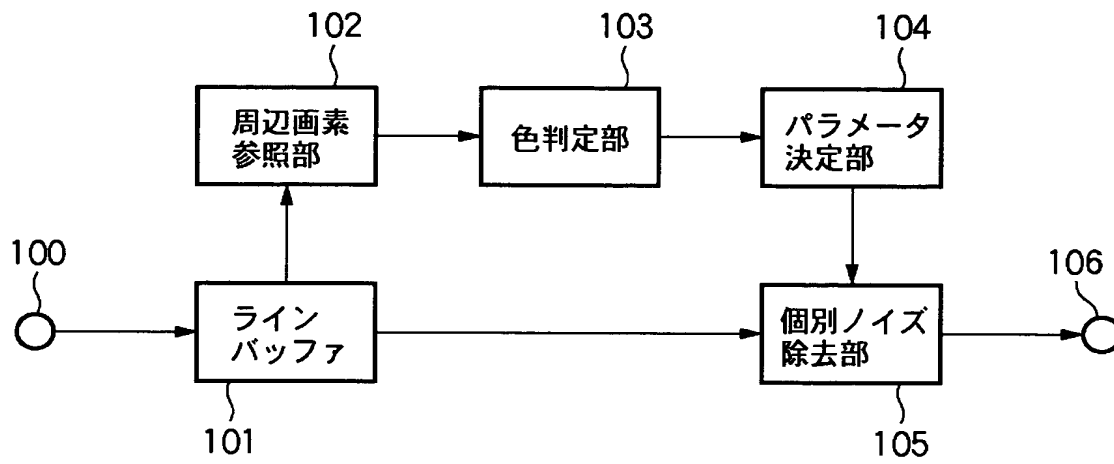 102
103
104
周辺画素
参照部
色判定部
パラメータ
決定部
100
106
ライン
バッファ
個別ノイズ
除去部
101
105